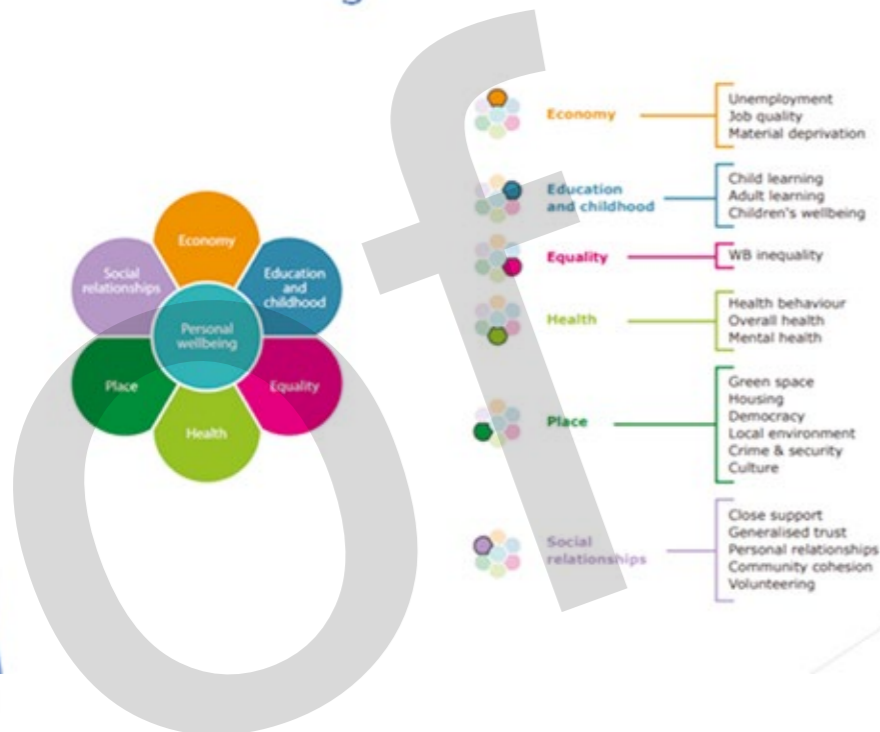 Economy
Social
relationships
Education
and
childhood
Personal
wellbeing
Place
Equality
Health
Economy
Unemployment
Job quality
Material deprivation
Education
and childhood
Child learning
Adult learning
Children's wellbeing
Equality
WB inequality
Health
Health behaviour
Overall health
Mental health
Place
Green space
Housing
Democracy
Local environment
Crime & security
Culture
Social
relationships
Close support
Generalised trust
Personal relationships
Community cohesion
Volunteering
of